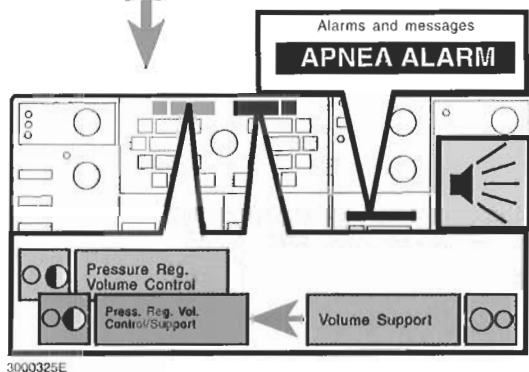 Alarms and messages
APNEA ALARM
Pressure Reg.
Volume Control
Press. Reg. Vol.
Control/Support
Volume Support
3000325E